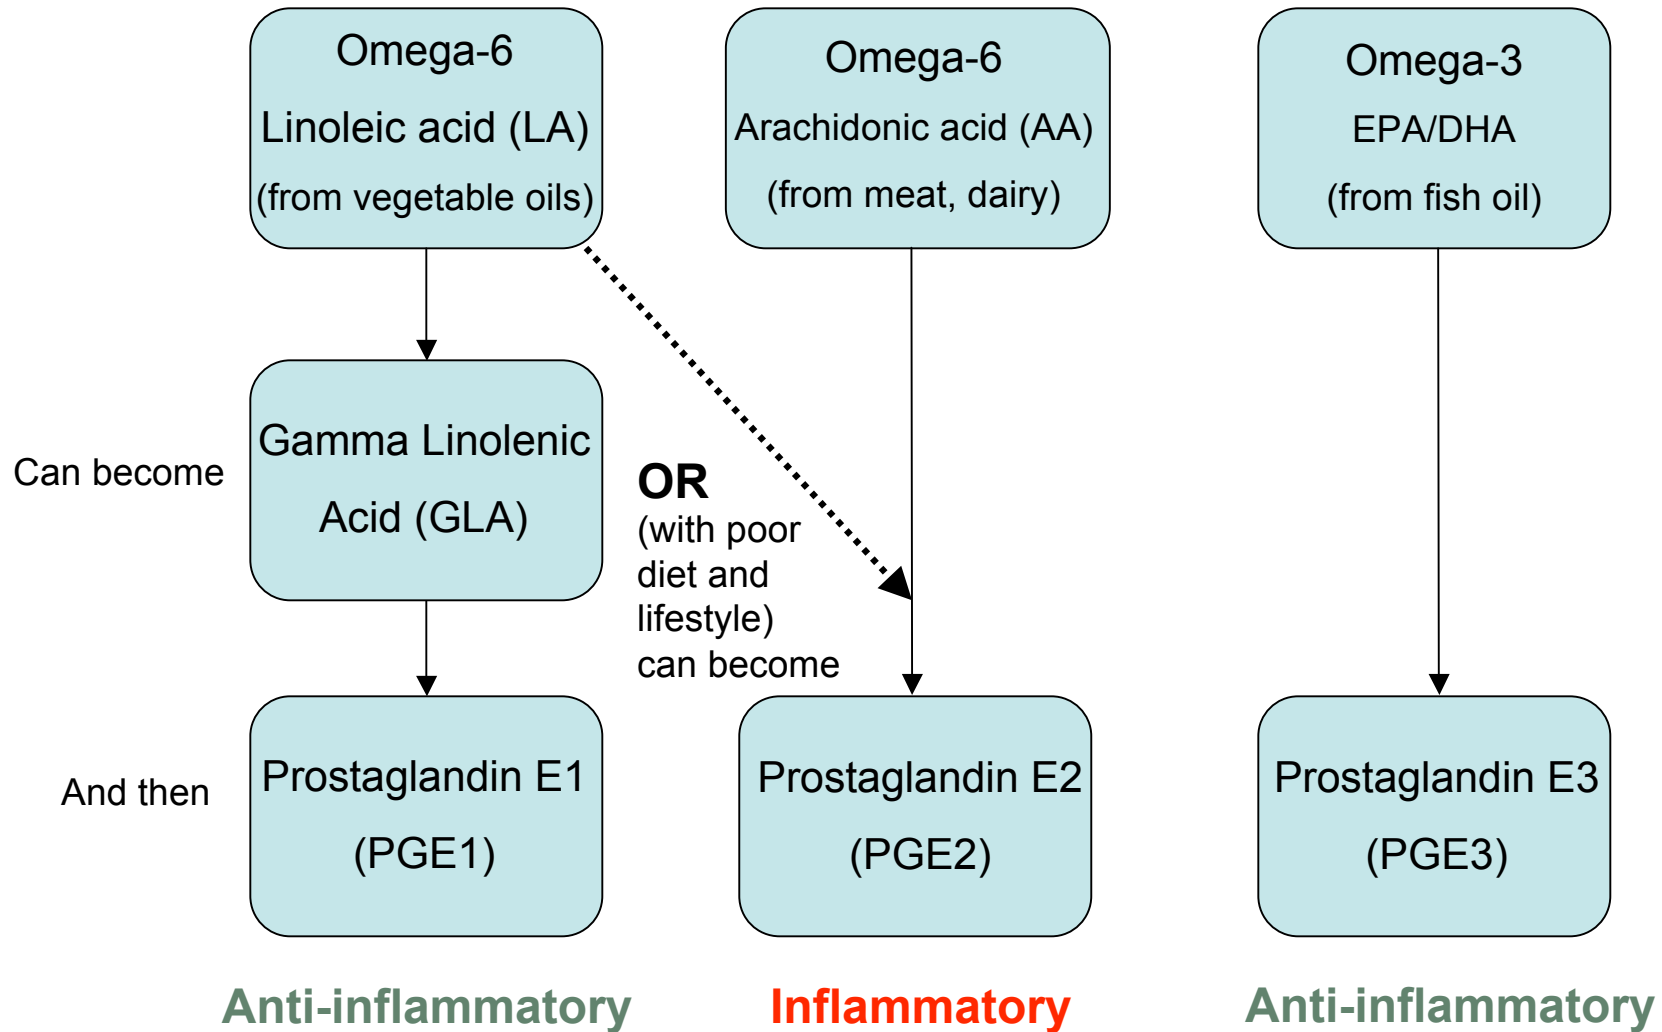 Omega-6
Linoleic acid (LA)
(from vegetable oils)
Omega-6
Arachidonic acid (AA)
(from meat, dairy)
Omega-3
EPA/DHA
(from fish oil)
Can become
Gamma Linolenic
Acid (GLA)
OR
(with poor
diet and
lifestyle)
can become
And then
Prostaglandin E1
(PGE1)
Prostaglandin E2
(PGE2)
Prostaglandin E3
(PGE3)
Anti-inflammatory
Inflammatory
Anti-inflammatory